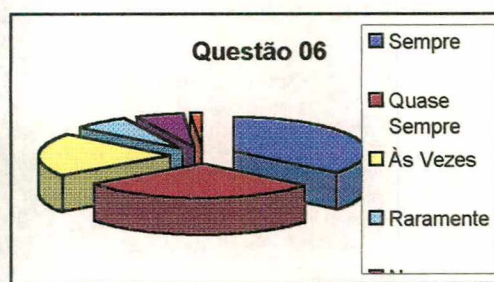 Questão 06
Sempre
Quase
Sempre
Às Vezes
Raramente